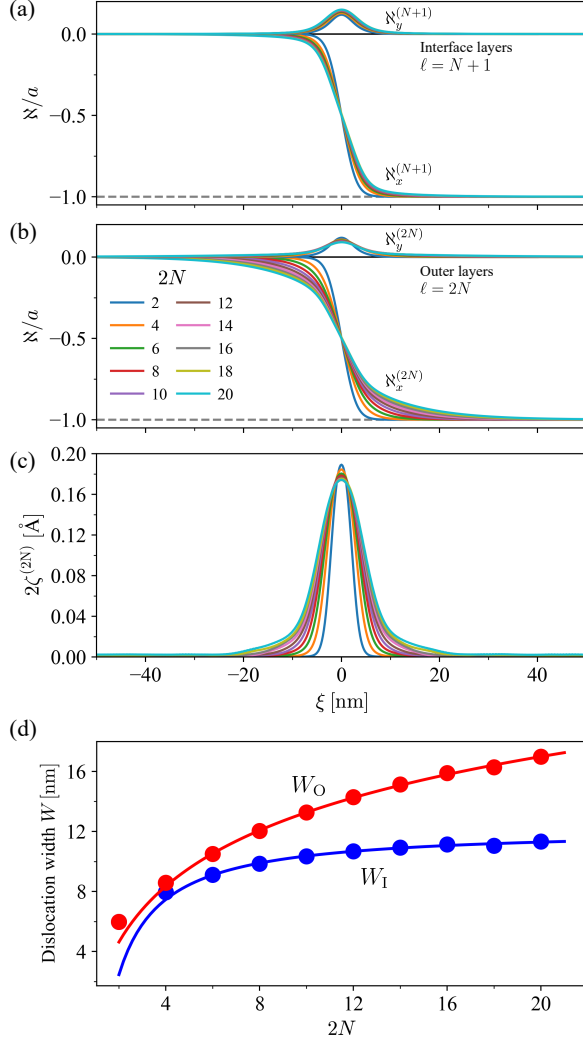 (a)
ℵ/a
0.0
−0.5
−1.0
ℵ_y^(N+1)
Interface layers
ℓ = N + 1
ℵ_x^(N+1)
(b)
ℵ/a
0.0
−0.5
−1.0
ℵ_y^(2N)
Outer layers
ℓ = 2N
2N
2 12
4 14
6 16
8 18
10 20
ℵ_x^(2N)
(c)
2ζ^(2N) [Å]
0.20
0.16
0.12
0.08
0.04
0.00
−40 −20 0 20 40
ξ [nm]
(d)
Dislocation width W [nm]
16
12
8
4
W_O
W_I
4 8 12 16 20
2N